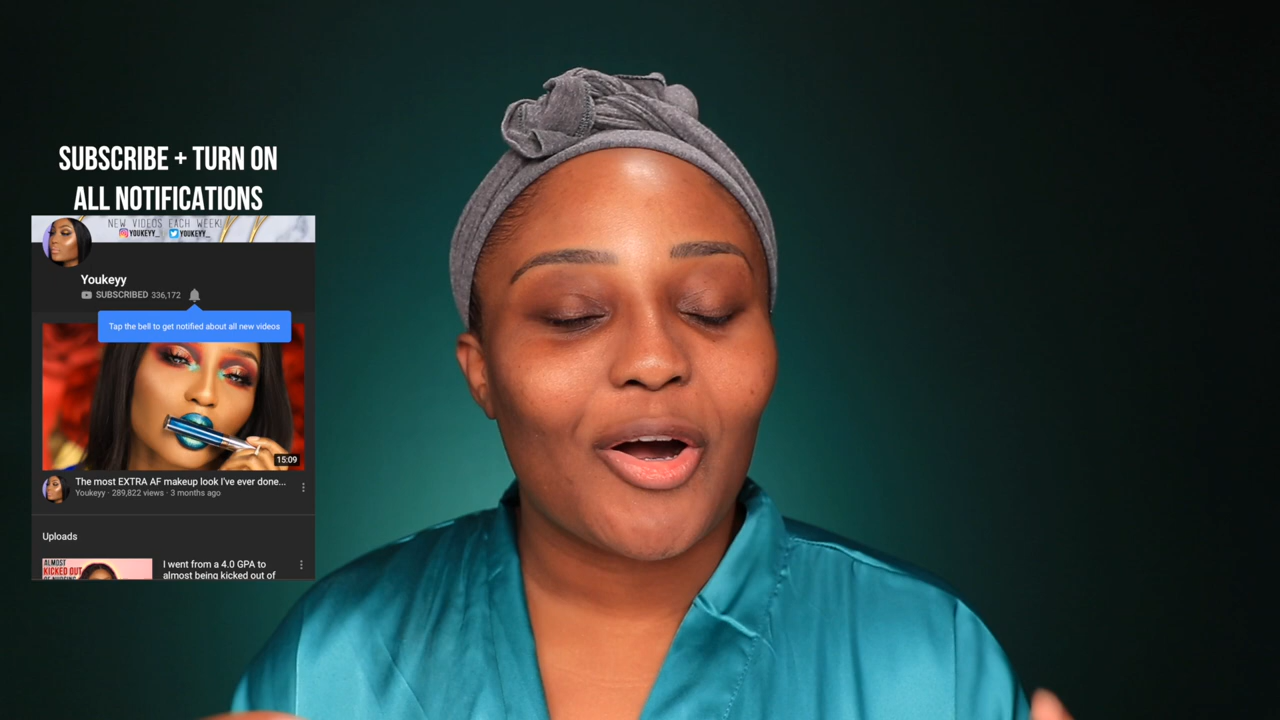 SUBSCRIBE + TURN ON
ALL NOTIFICATIONS
NEW VIDEOS EACH WEEK!
YOUKEYY_ YOUKEYY_
Youkeyy
SUBSCRIBED 336,172
Tap the bell to get notified about all new videos
15:09
The most EXTRA AF makeup look I've ever done...
Youkeyy · 289,822 views · 3 months ago
Uploads
ALMOST
KICKED OUT
I went from a 4.0 GPA to
almost being kicked out of